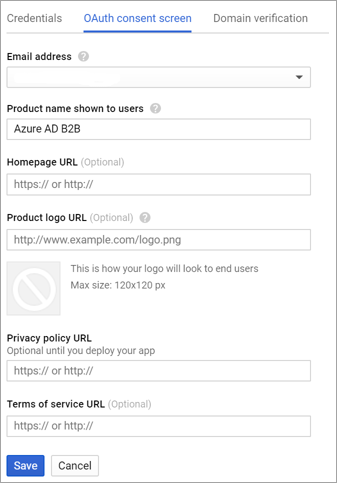 Credentials OAuth consent screen Domain verification
Email address ?
Product name shown to users ?
Azure AD B2B
Homepage URL (Optional)
https:// or http://
Product logo URL (Optional) ?
http://www.example.com/logo.png
This is how your logo will look to end users
Max size: 120x120 px
Privacy policy URL
Optional until you deploy your app
https:// or http://
Terms of service URL (Optional)
https:// or http://
Save Cancel